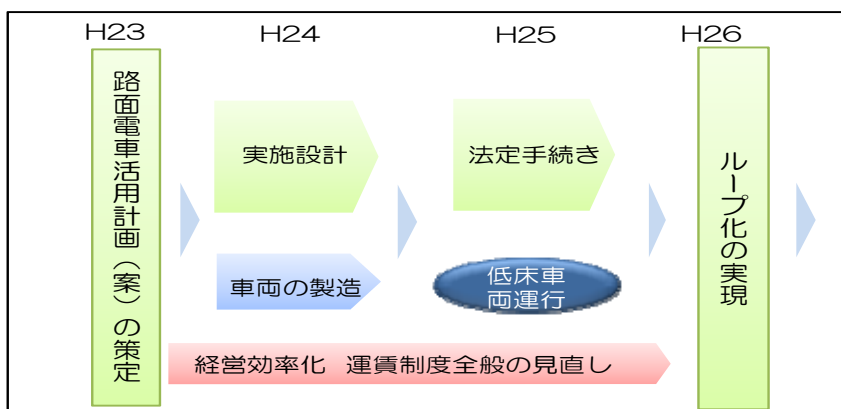 H23
H24
H25
H26
路面電車活用計画（案）の策定
実施設計
法定手続き
ループ化の実現
車両の製造
低床車
両運行
経営効率化 運賃制度全般の見直し